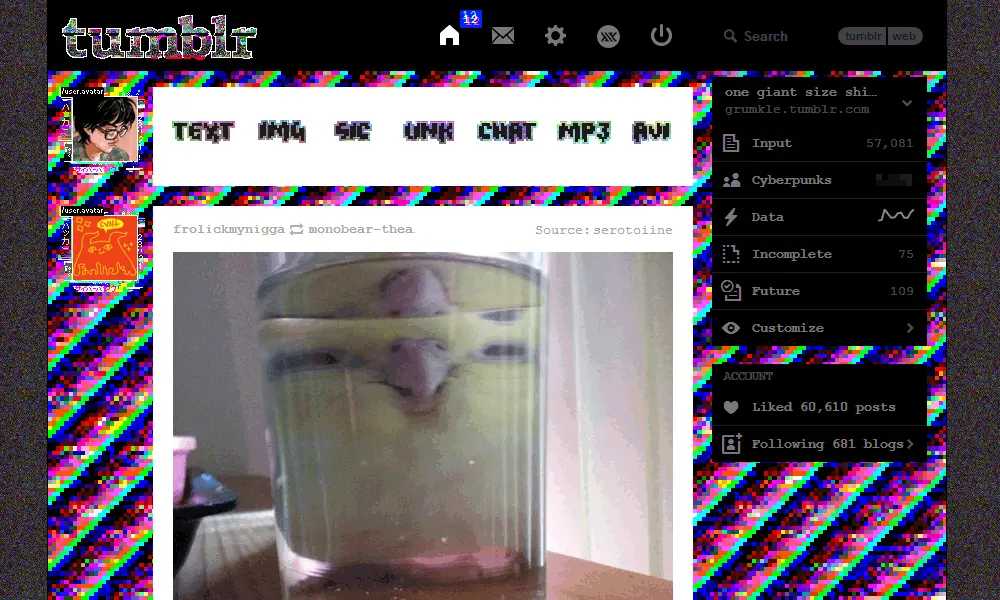 tumblr
12
Search
tumblr web
/user.avatar
TEXT IMG SIC LINK CHAT MP3 AVI
one giant size shi…
grumkle.tumblr.com
Input 57,081
Cyberpunks
Data
Incomplete 75
Future 109
Customize
/user.avatar
frolickmynigga monobear-thea
Source: serotoiine
ACCOUNT
Liked 60,610 posts
Following 681 blogs